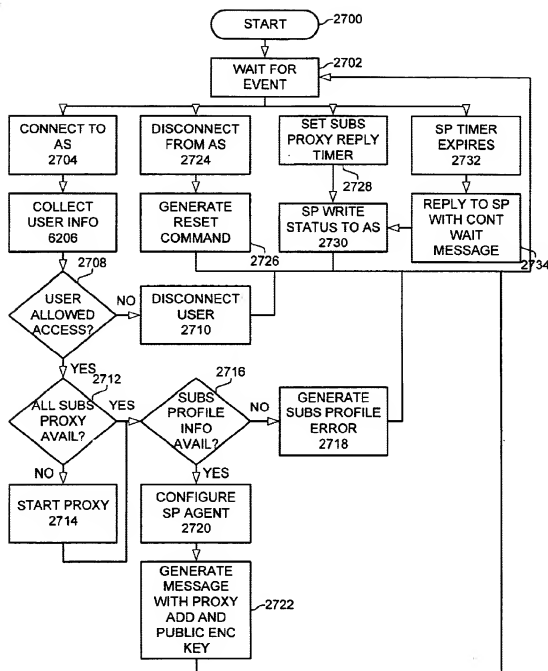 START
2700
2702
WAIT FOR
EVENT
CONNECT TO
AS
2704
DISCONNECT
FROM AS
2724
SET SUBS
PROXY REPLY
TIMER
2728
SP TIMER
EXPIRES
2732
COLLECT
USER INFO
6206
GENERATE
RESET
COMMAND
2726
SP WRITE
STATUS TO AS
2730
REPLY TO SP
WITH CONT
WAIT
MESSAGE
2734
2708
USER
ALLOWED
ACCESS?
NO
DISCONNECT
USER
2710
YES
2712
ALL SUBS
PROXY
AVAIL?
YES
2716
SUBS
PROFILE
INFO
AVAIL?
NO
GENERATE
SUBS PROFILE
ERROR
2718
NO
YES
START PROXY
2714
CONFIGURE
SP AGENT
2720
GENERATE
MESSAGE
WITH PROXY
ADD AND
PUBLIC ENC
KEY
2722